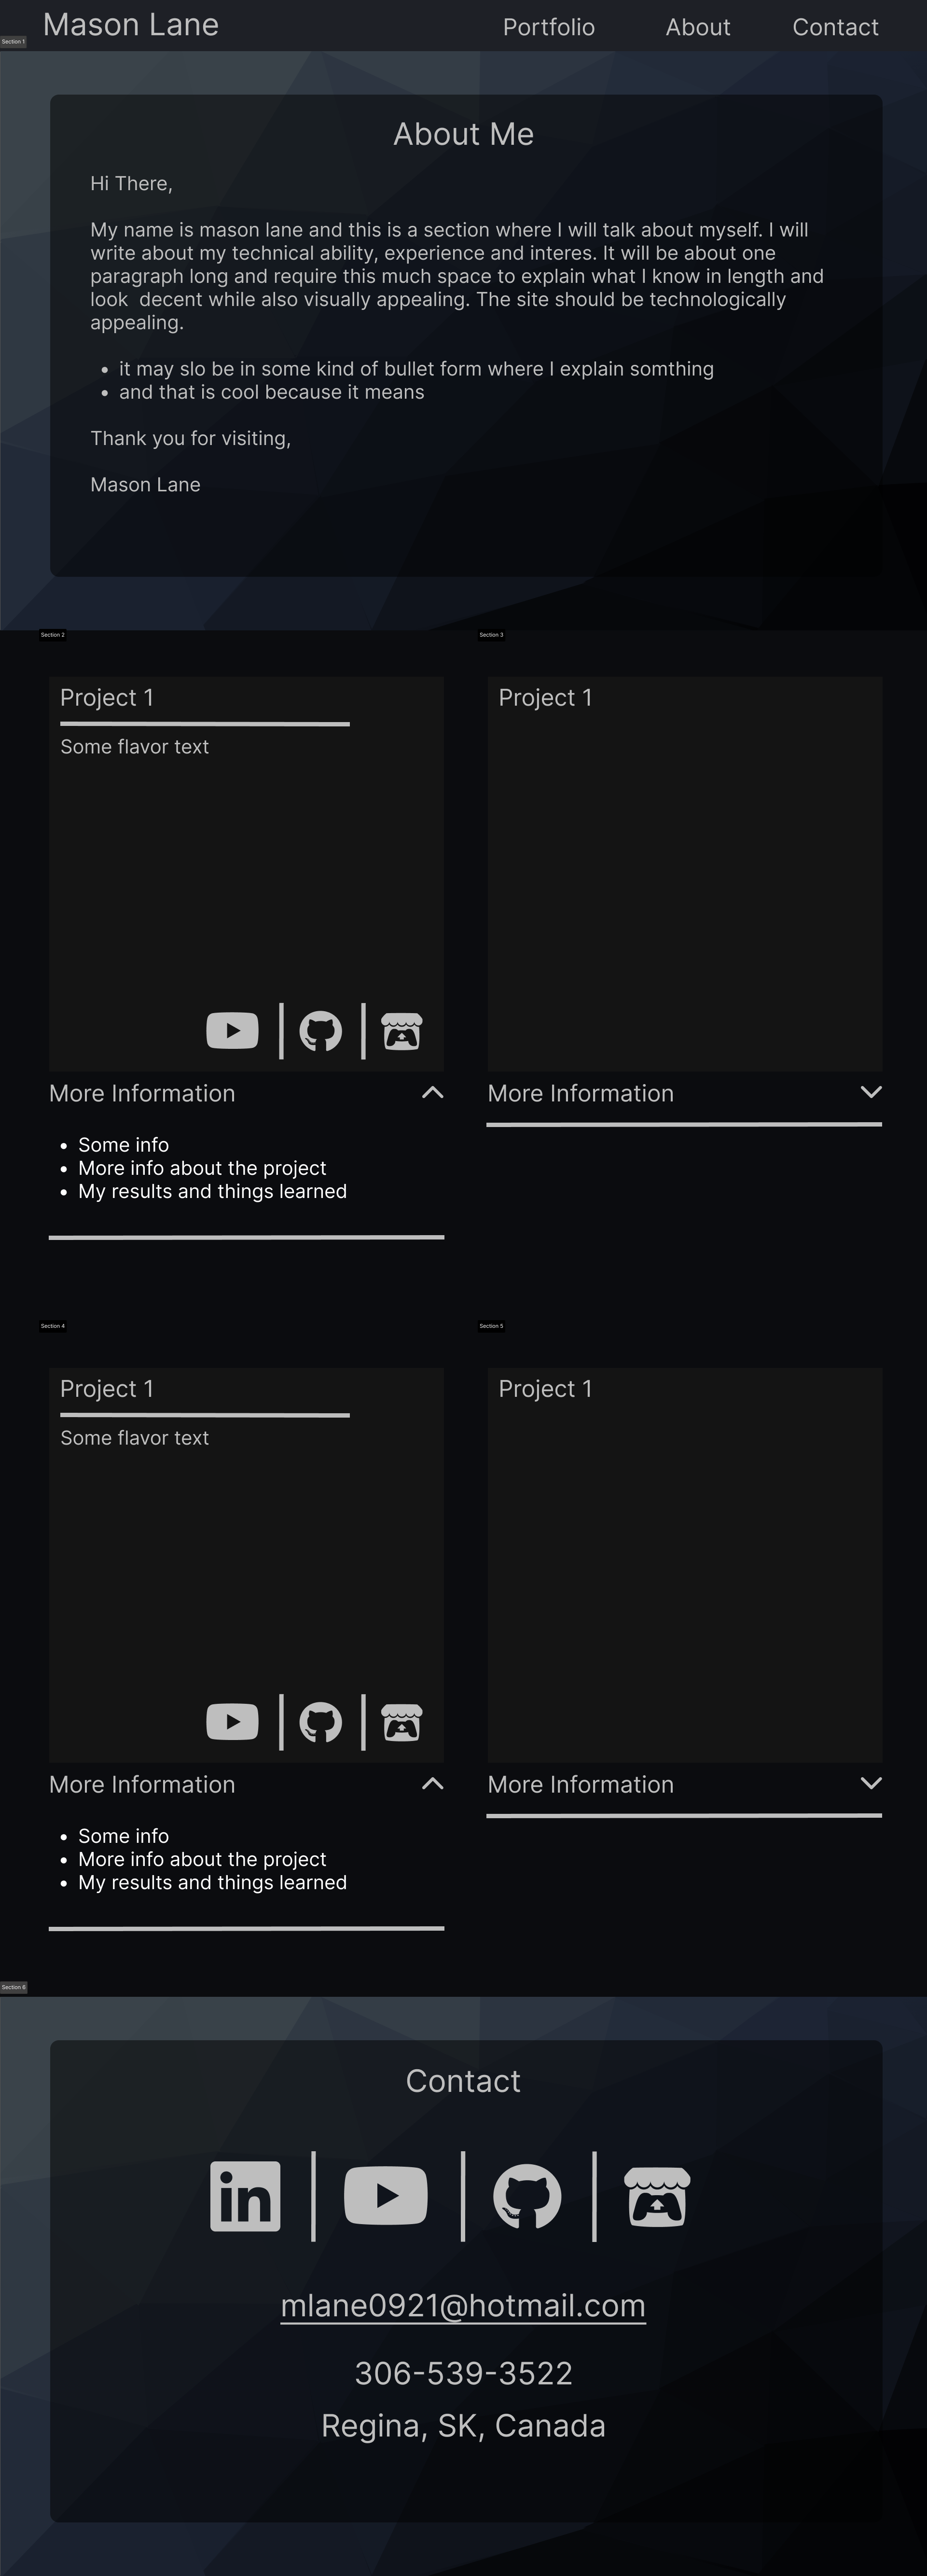 Mason Lane
Portfolio About Contact
Section 1
About Me
Hi There,
My name is mason lane and this is a section where I will talk about myself. I will
write about my technical ability, experience and interes. It will be about one
paragraph long and require this much space to explain what I know in length and
look  decent while also visually appealing. The site should be technologically
appealing.
• it may slo be in some kind of bullet form where I explain somthing
• and that is cool because it means
Thank you for visiting,
Mason Lane
Section 2
Project 1
Some flavor text
More Information
• Some info
• More info about the project
• My results and things learned
Section 3
Project 1
More Information
Section 4
Project 1
Some flavor text
More Information
• Some info
• More info about the project
• My results and things learned
Section 5
Project 1
More Information
Section 6
Contact
in
mlane0921@hotmail.com
306-539-3522
Regina, SK, Canada